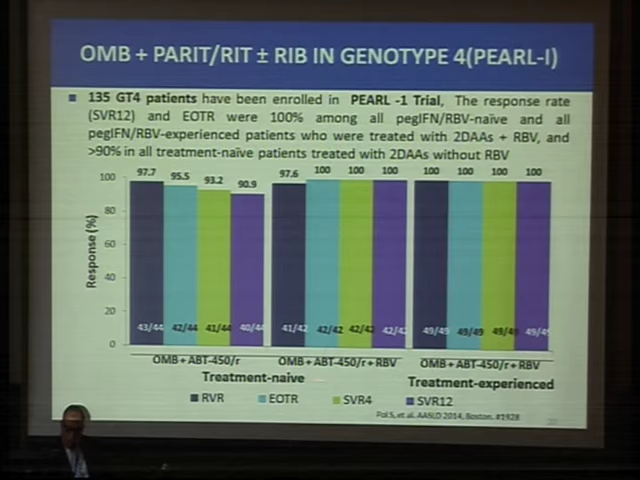 OMB + PARIT/RIT ± RIB IN GENOTYPE 4(PEARL-I)
135 GT4 patients have been enrolled in PEARL -1 Trial, The response rate
(SVR12) and EOTR were 100% among all pegIFN/RBV-naïve and all
pegIFN/RBV-experienced patients who were treated with 2DAAs + RBV, and
>90% in all treatment-naïve patients treated with 2DAAs without RBV
97.7 95.5 93.2 90.9 97.6 100 100 100 100 100 100 100
Response (%)
100
80
60
40
20
0
43/44 42/44 41/44 40/44 41/42 42/42 42/42 42/42 49/49 49/49 49/49 49/49
OMB + ABT-450/r OMB + ABT-450/r + RBV OMB + ABT-450/r + RBV
Treatment-naive Treatment-experienced
RVR EOTR SVR4 SVR12
Pol S, et al. AASLD 2014, Boston. #1928